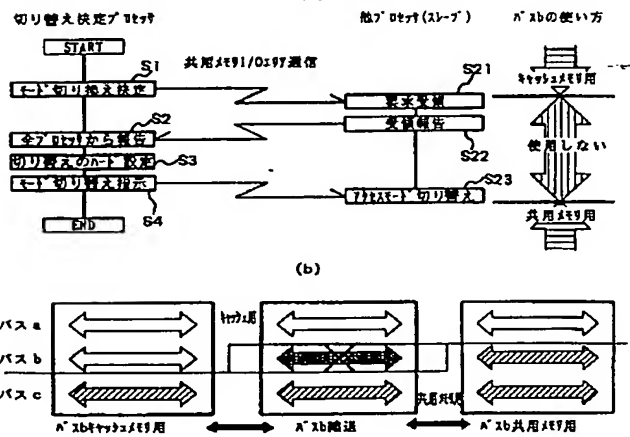 切り替え決定プロセッサ
他プロセッサ(スレーブ)
バスbの使い方
START
S1
共用メモリI/Oエリア通信
S21
キャッシュメモリ用
モード切り換え決定
要求受領
S2
受領報告
全プロセッサから報告
S22
使用しない
切り替えのハード設定
S3
モード切り替え指示
S23
アクセスモード切り替え
S4
END
共用メモリ用
(b)
バスa
キャッシュ用
バスb
バスc
共用メモリ用
バスbキャッシュメモリ用
バスb縮退
バスb共用メモリ用